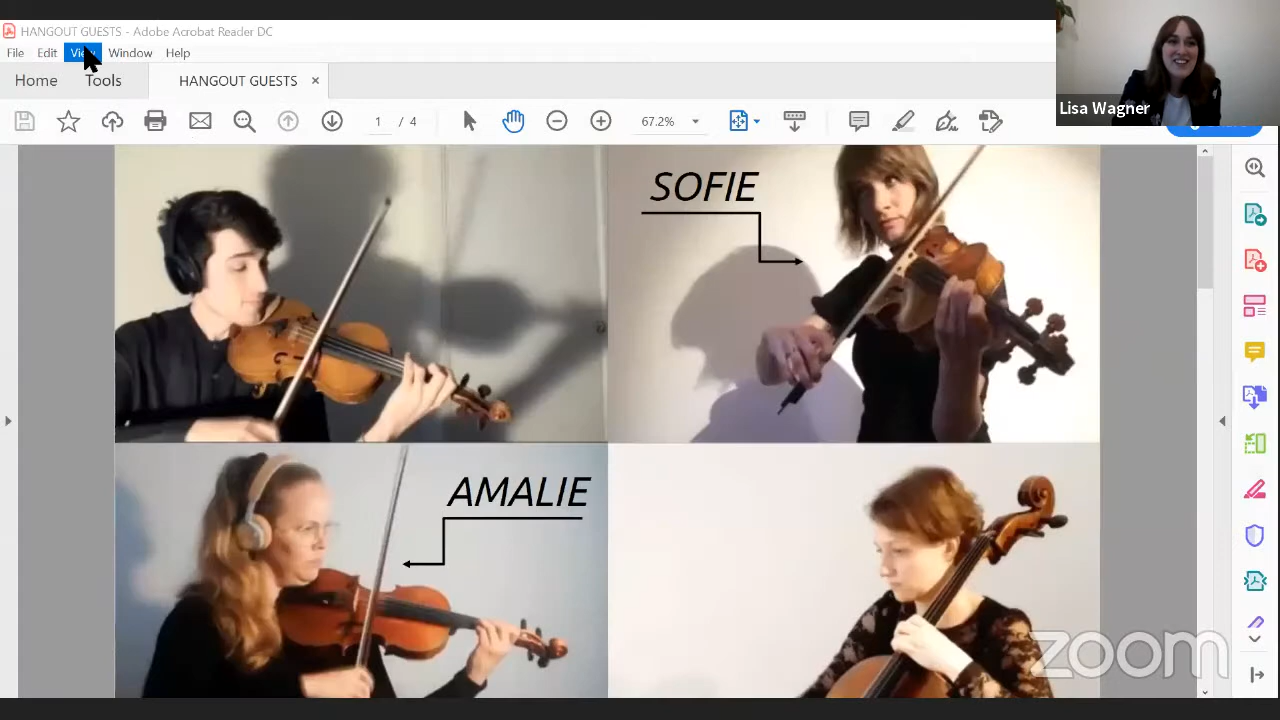 HANGOUT GUESTS - Adobe Acrobat Reader DC
File Edit View Window Help
Home Tools HANGOUT GUESTS ×
1 / 4 67.2%
Lisa Wagner
SOFIE
AMALIE
zoom